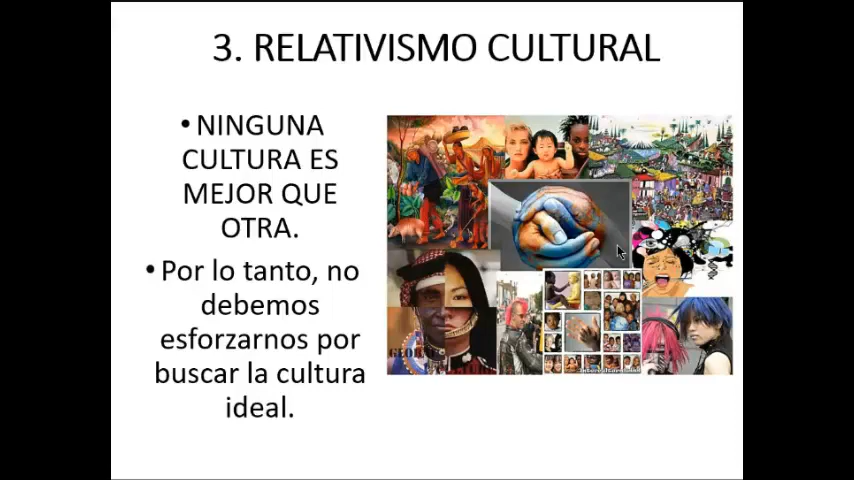 3. RELATIVISMO CULTURAL
• NINGUNA
CULTURA ES
MEJOR QUE
OTRA.
• Por lo tanto, no
debemos
esforzarnos por
buscar la cultura
ideal.